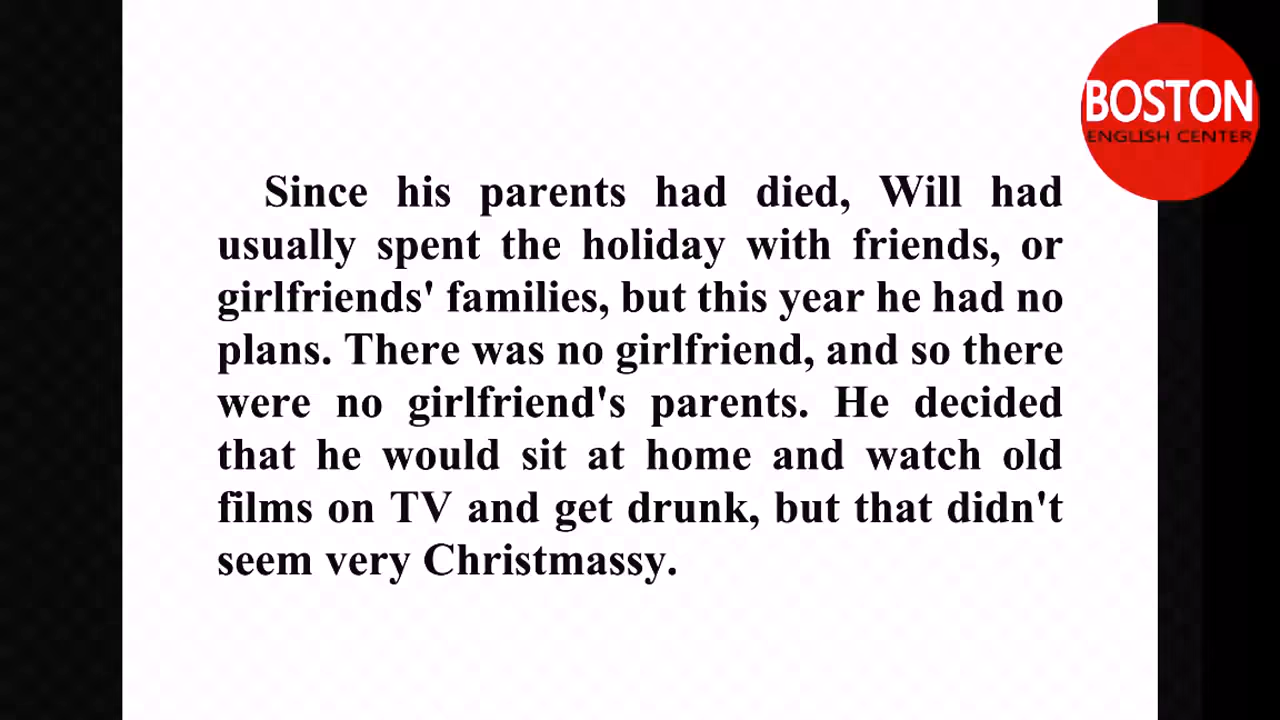 BOSTON
ENGLISH CENTER
Since his parents had died, Will had
usually spent the holiday with friends, or
girlfriends' families, but this year he had no
plans. There was no girlfriend, and so there
were no girlfriend's parents. He decided
that he would sit at home and watch old
films on TV and get drunk, but that didn't
seem very Christmassy.